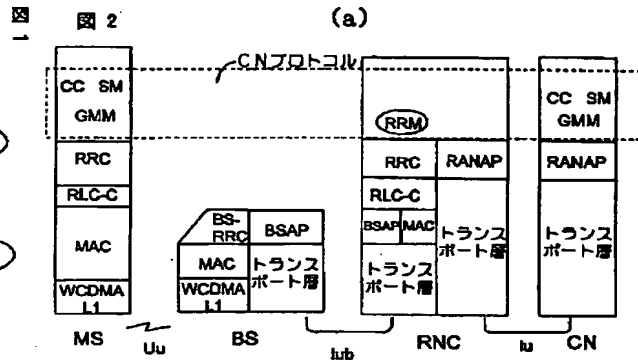 図1
図 2
(a)
CNプロトコル
CC SM
GMM
RRC
RLC-C
MAC
WCDMA
L1
MS
Uu
BS-
RRC
BSAP
MAC
トランス
ポート層
WCDMA
L1
BS
Iub
RRM
RRC
RANAP
RLC-C
BSAP
MAC
トランス
ポート層
トランス
ポート層
RNC
Iu
CC SM
GMM
RANAP
トランス
ポート層
CN